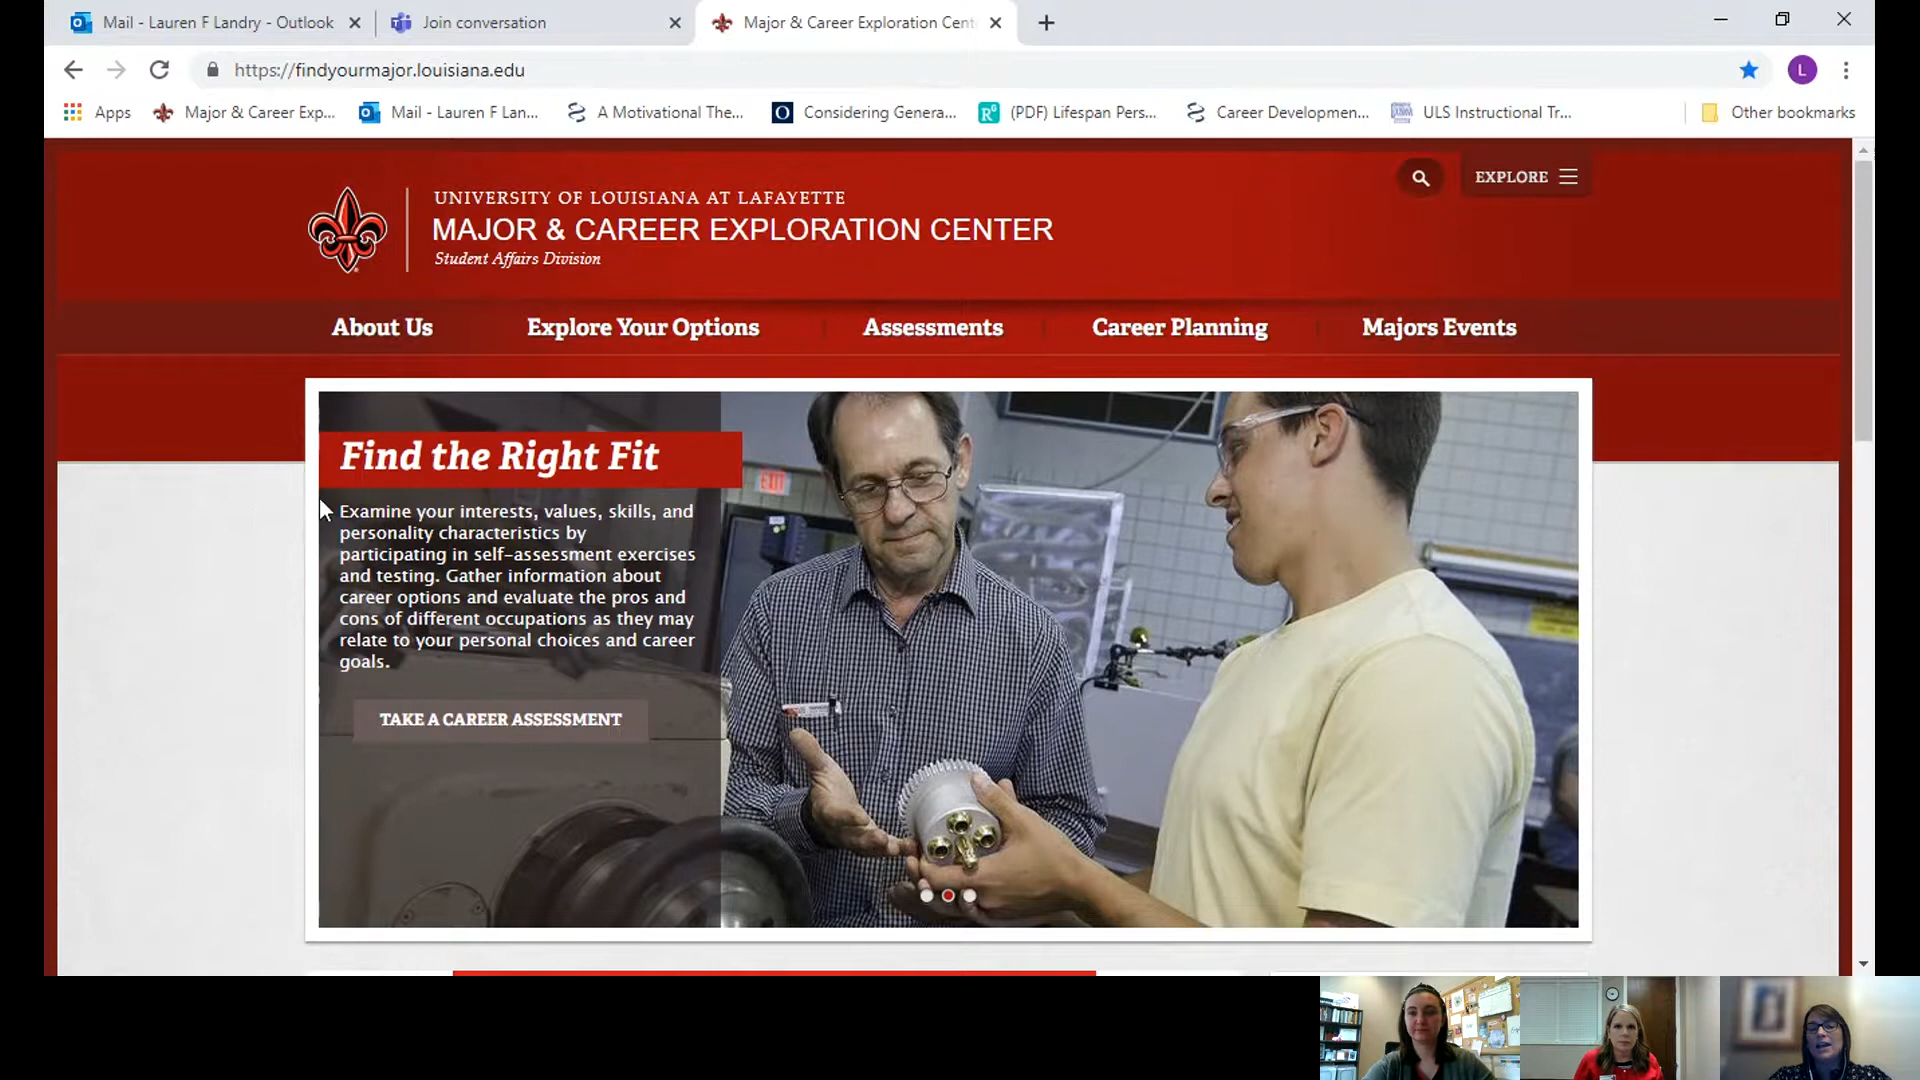 Mail - Lauren F Landry - Outlook
Join conversation
Major & Career Exploration Cent
https://findyourmajor.louisiana.edu
L
Apps
Major & Career Exp...
Mail - Lauren F Lan...
A Motivational The...
Considering Genera...
(PDF) Lifespan Pers...
Career Developmen...
ULS Instructional Tr...
Other bookmarks
UNIVERSITY OF LOUISIANA AT LAFAYETTE
MAJOR & CAREER EXPLORATION CENTER
Student Affairs Division
EXPLORE
About Us
Explore Your Options
Assessments
Career Planning
Majors Events
Find the Right Fit
Examine your interests, values, skills, and
personality characteristics by
participating in self-assessment exercises
and testing. Gather information about
career options and evaluate the pros and
cons of different occupations as they may
relate to your personal choices and career
goals.
TAKE A CAREER ASSESSMENT
EXIT